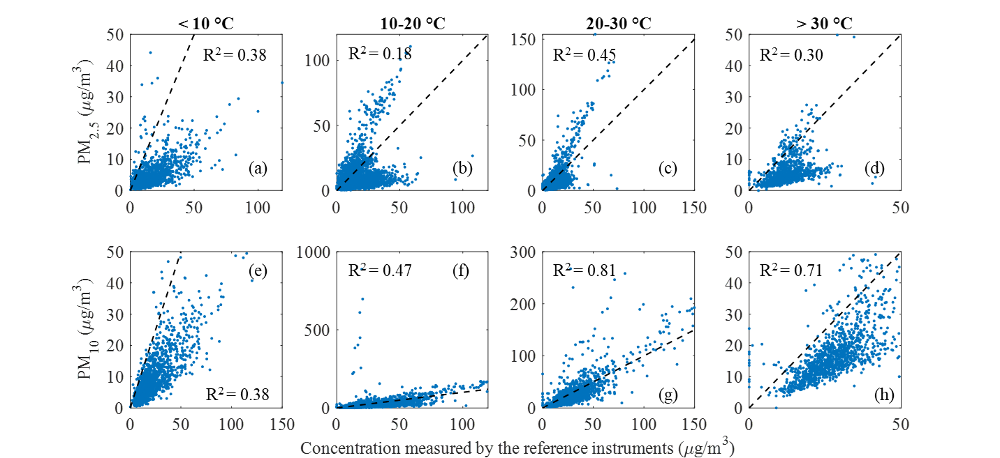 < 10 °C
10-20 °C
20-30 °C
> 30 °C
PM2.5 (μg/m³)
50
40
30
20
10
0
R² = 0.38
(a)
0 50 100
100
50
0
R² = 0.18
(b)
0 50 100
150
100
50
0
R² = 0.45
(c)
0 50 100 150
50
40
30
20
10
0
R² = 0.30
(d)
0 50
PM10 (μg/m³)
50
40
30
20
10
0
(e)
R² = 0.38
0 50 100 150
1000
500
0
R² = 0.47
(f)
0 50 100
300
200
100
0
R² = 0.81
(g)
0 50 100 150
50
40
30
20
10
0
R² = 0.71
(h)
0 50
Concentration measured by the reference instruments (μg/m³)